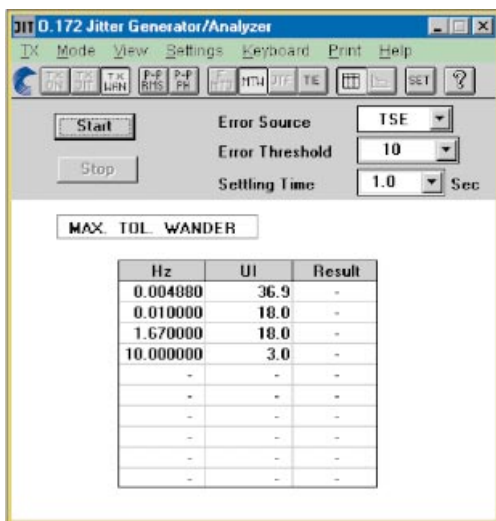 JIT O.172 Jitter Generator/Analyzer
TX Mode View Settings Keyboard Print Help
TX ON TX JIT TX WAN P-P RMS P-P PH F MTJ MTW JTF TIE SET ?
Start Error Source TSE
Error Threshold 10
Stop
Settling Time 1.0 Sec
MAX. TOL. WANDER
Hz UI Result
0.004880 36.9 -
0.010000 18.0 -
1.670000 18.0 -
10.000000 3.0 -
- - -
- - -
- - -
- - -
- - -
- - -